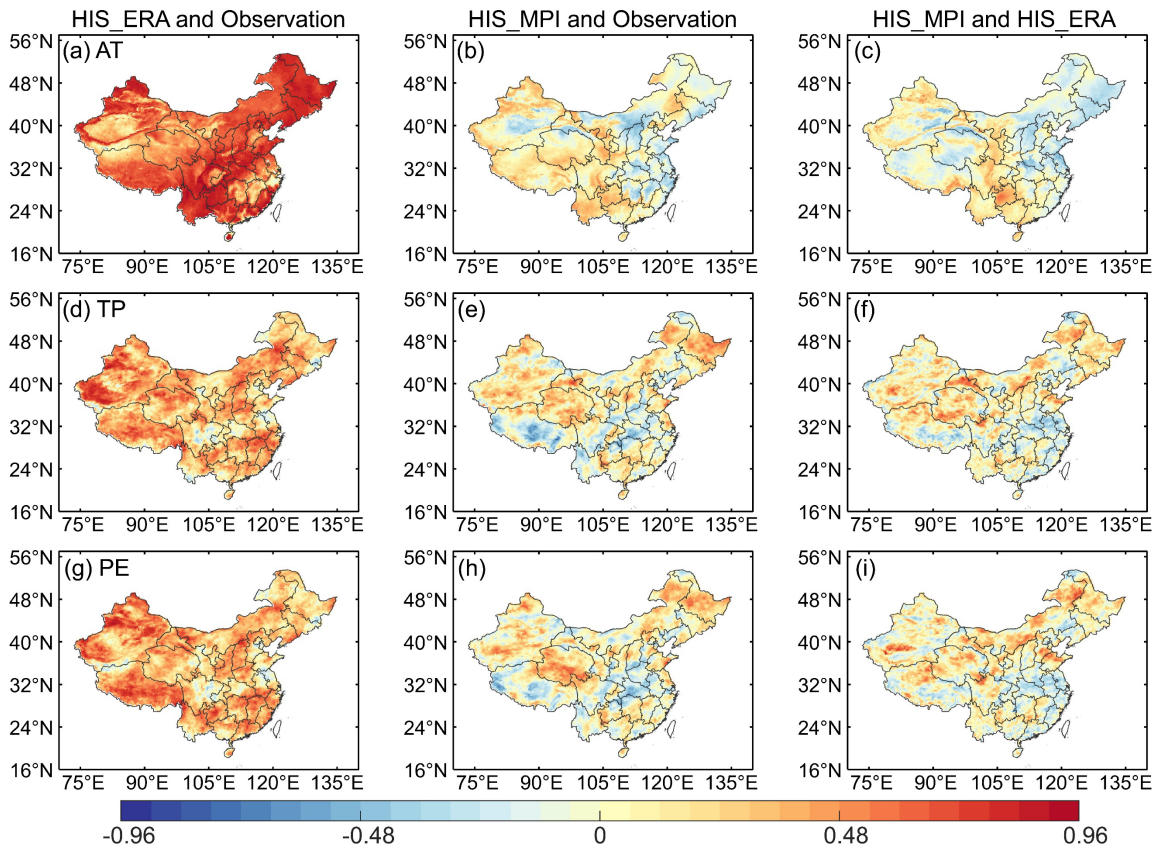 HIS_ERA and Observation HIS_MPI and Observation HIS_MPI and HIS_ERA
56°N 56°N 56°N
(a) AT (b) (c)
48°N 48°N 48°N
40°N 40°N 40°N
32°N 32°N 32°N
24°N 24°N 24°N
16°N 16°N 16°N
75°E 90°E 105°E 120°E 135°E 75°E 90°E 105°E 120°E 135°E 75°E 90°E 105°E 120°E 135°E
56°N 56°N 56°N
(d) TP (e) (f)
48°N 48°N 48°N
40°N 40°N 40°N
32°N 32°N 32°N
24°N 24°N 24°N
16°N 16°N 16°N
75°E 90°E 105°E 120°E 135°E 75°E 90°E 105°E 120°E 135°E 75°E 90°E 105°E 120°E 135°E
56°N 56°N 56°N
(g) PE (h) (i)
48°N 48°N 48°N
40°N 40°N 40°N
32°N 32°N 32°N
24°N 24°N 24°N
16°N 16°N 16°N
75°E 90°E 105°E 120°E 135°E 75°E 90°E 105°E 120°E 135°E 75°E 90°E 105°E 120°E 135°E
-0.96 -0.48 0 0.48 0.96